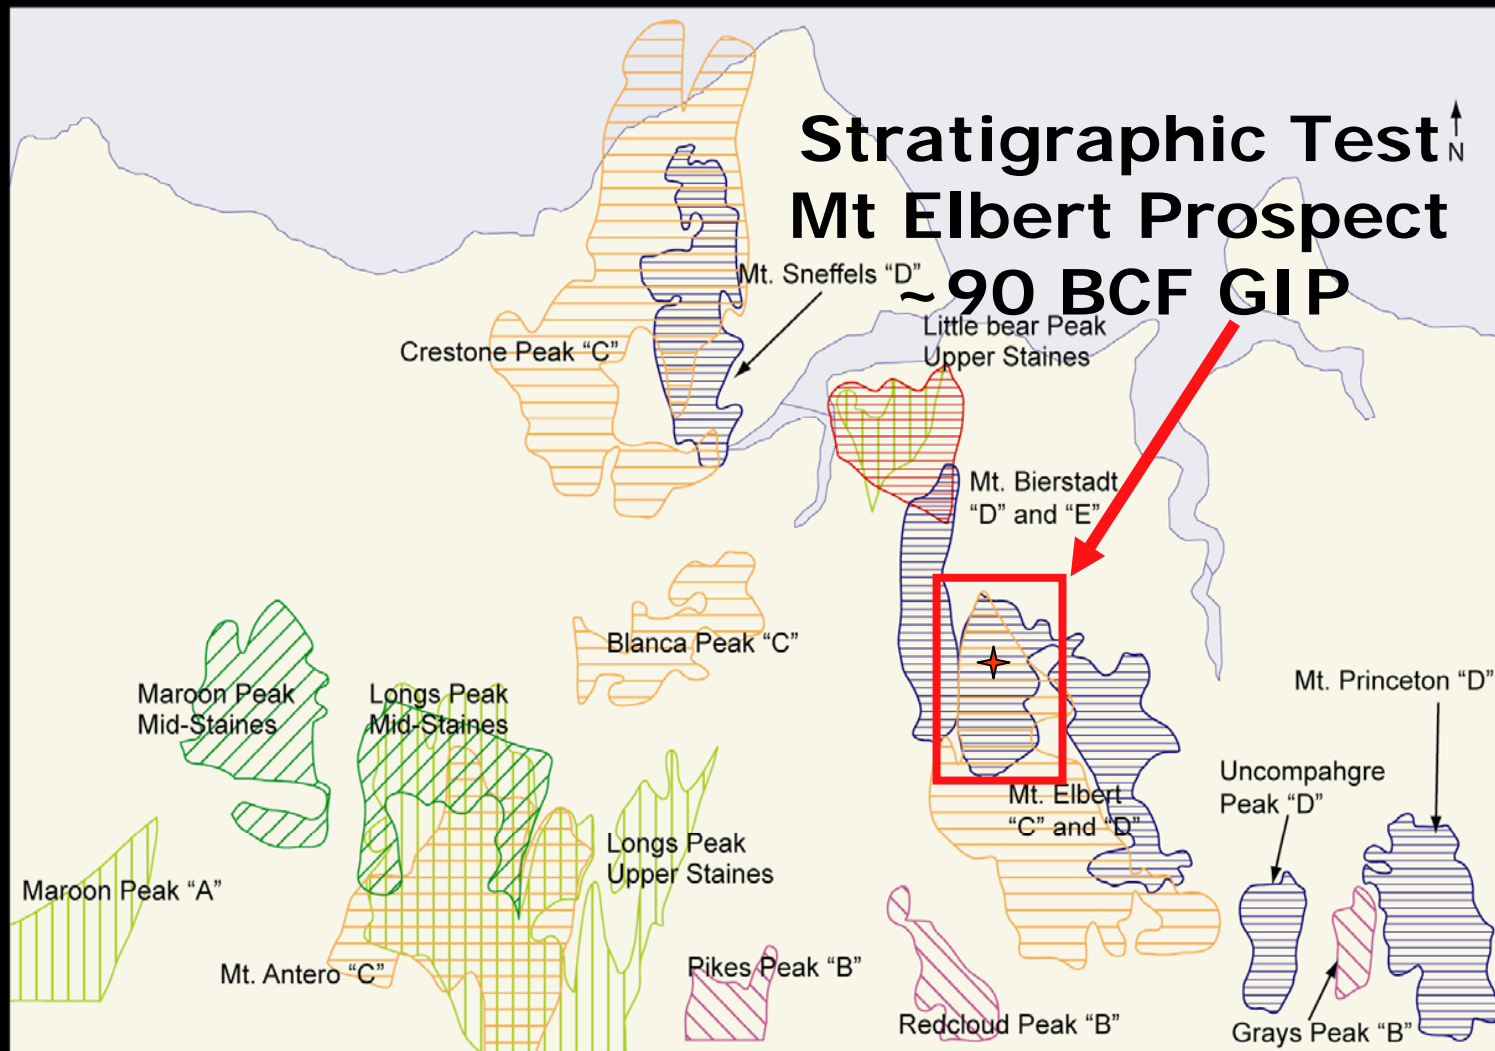 Stratigraphic Test
Mt Elbert Prospect
~90 BCF GIP
N
Mt. Sneffels “D”
Little bear Peak
Upper Staines
Crestone Peak “C”
Mt. Bierstadt
“D” and “E”
Blanca Peak “C”
Maroon Peak
Mid-Staines
Longs Peak
Mid-Staines
Mt. Princeton “D”
Uncompahgre
Peak “D”
Mt. Elbert
“C” and “D”
Longs Peak
Upper Staines
Maroon Peak “A”
Mt. Antero “C”
Pikes Peak “B”
Redcloud Peak “B”
Grays Peak “B”